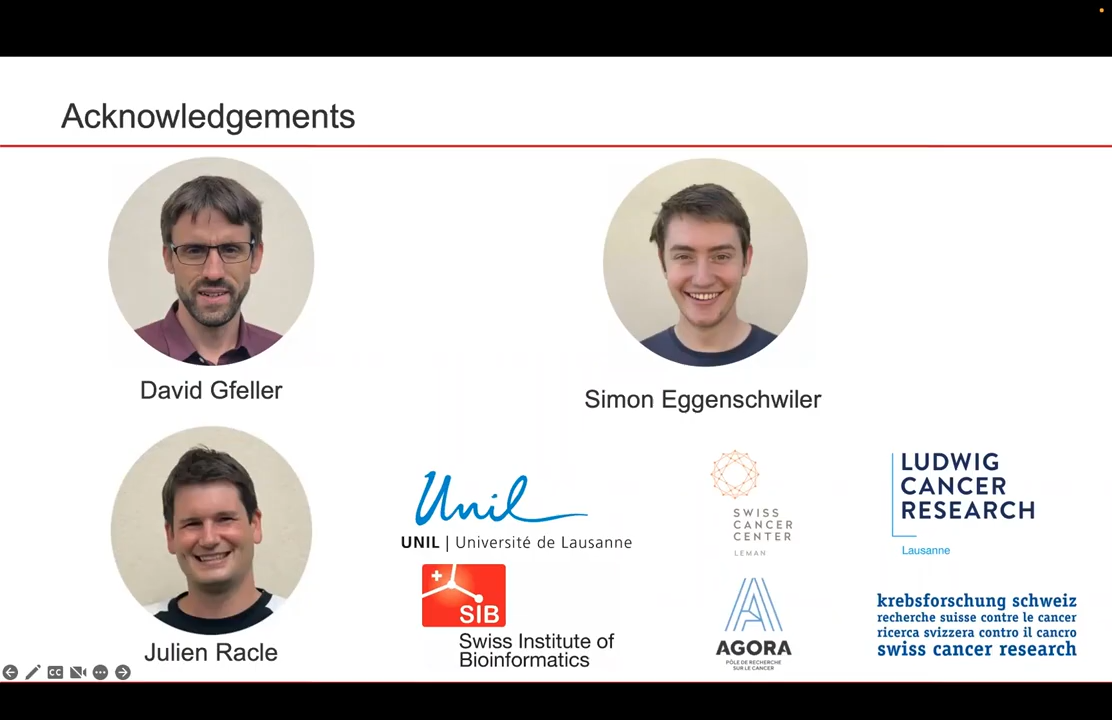 Acknowledgements
David Gfeller
Simon Eggenschwiler
Julien Racle
Unil
UNIL | Université de Lausanne
SIB
Swiss Institute of
Bioinformatics
SWISS
CANCER
CENTER
LEMAN
AGORA
PÔLE DE RECHERCHE
SUR LE CANCER
LUDWIG
CANCER
RESEARCH
Lausanne
krebsforschung schweiz
recherche suisse contre le cancer
ricerca svizzera contro il cancro
swiss cancer research
CC